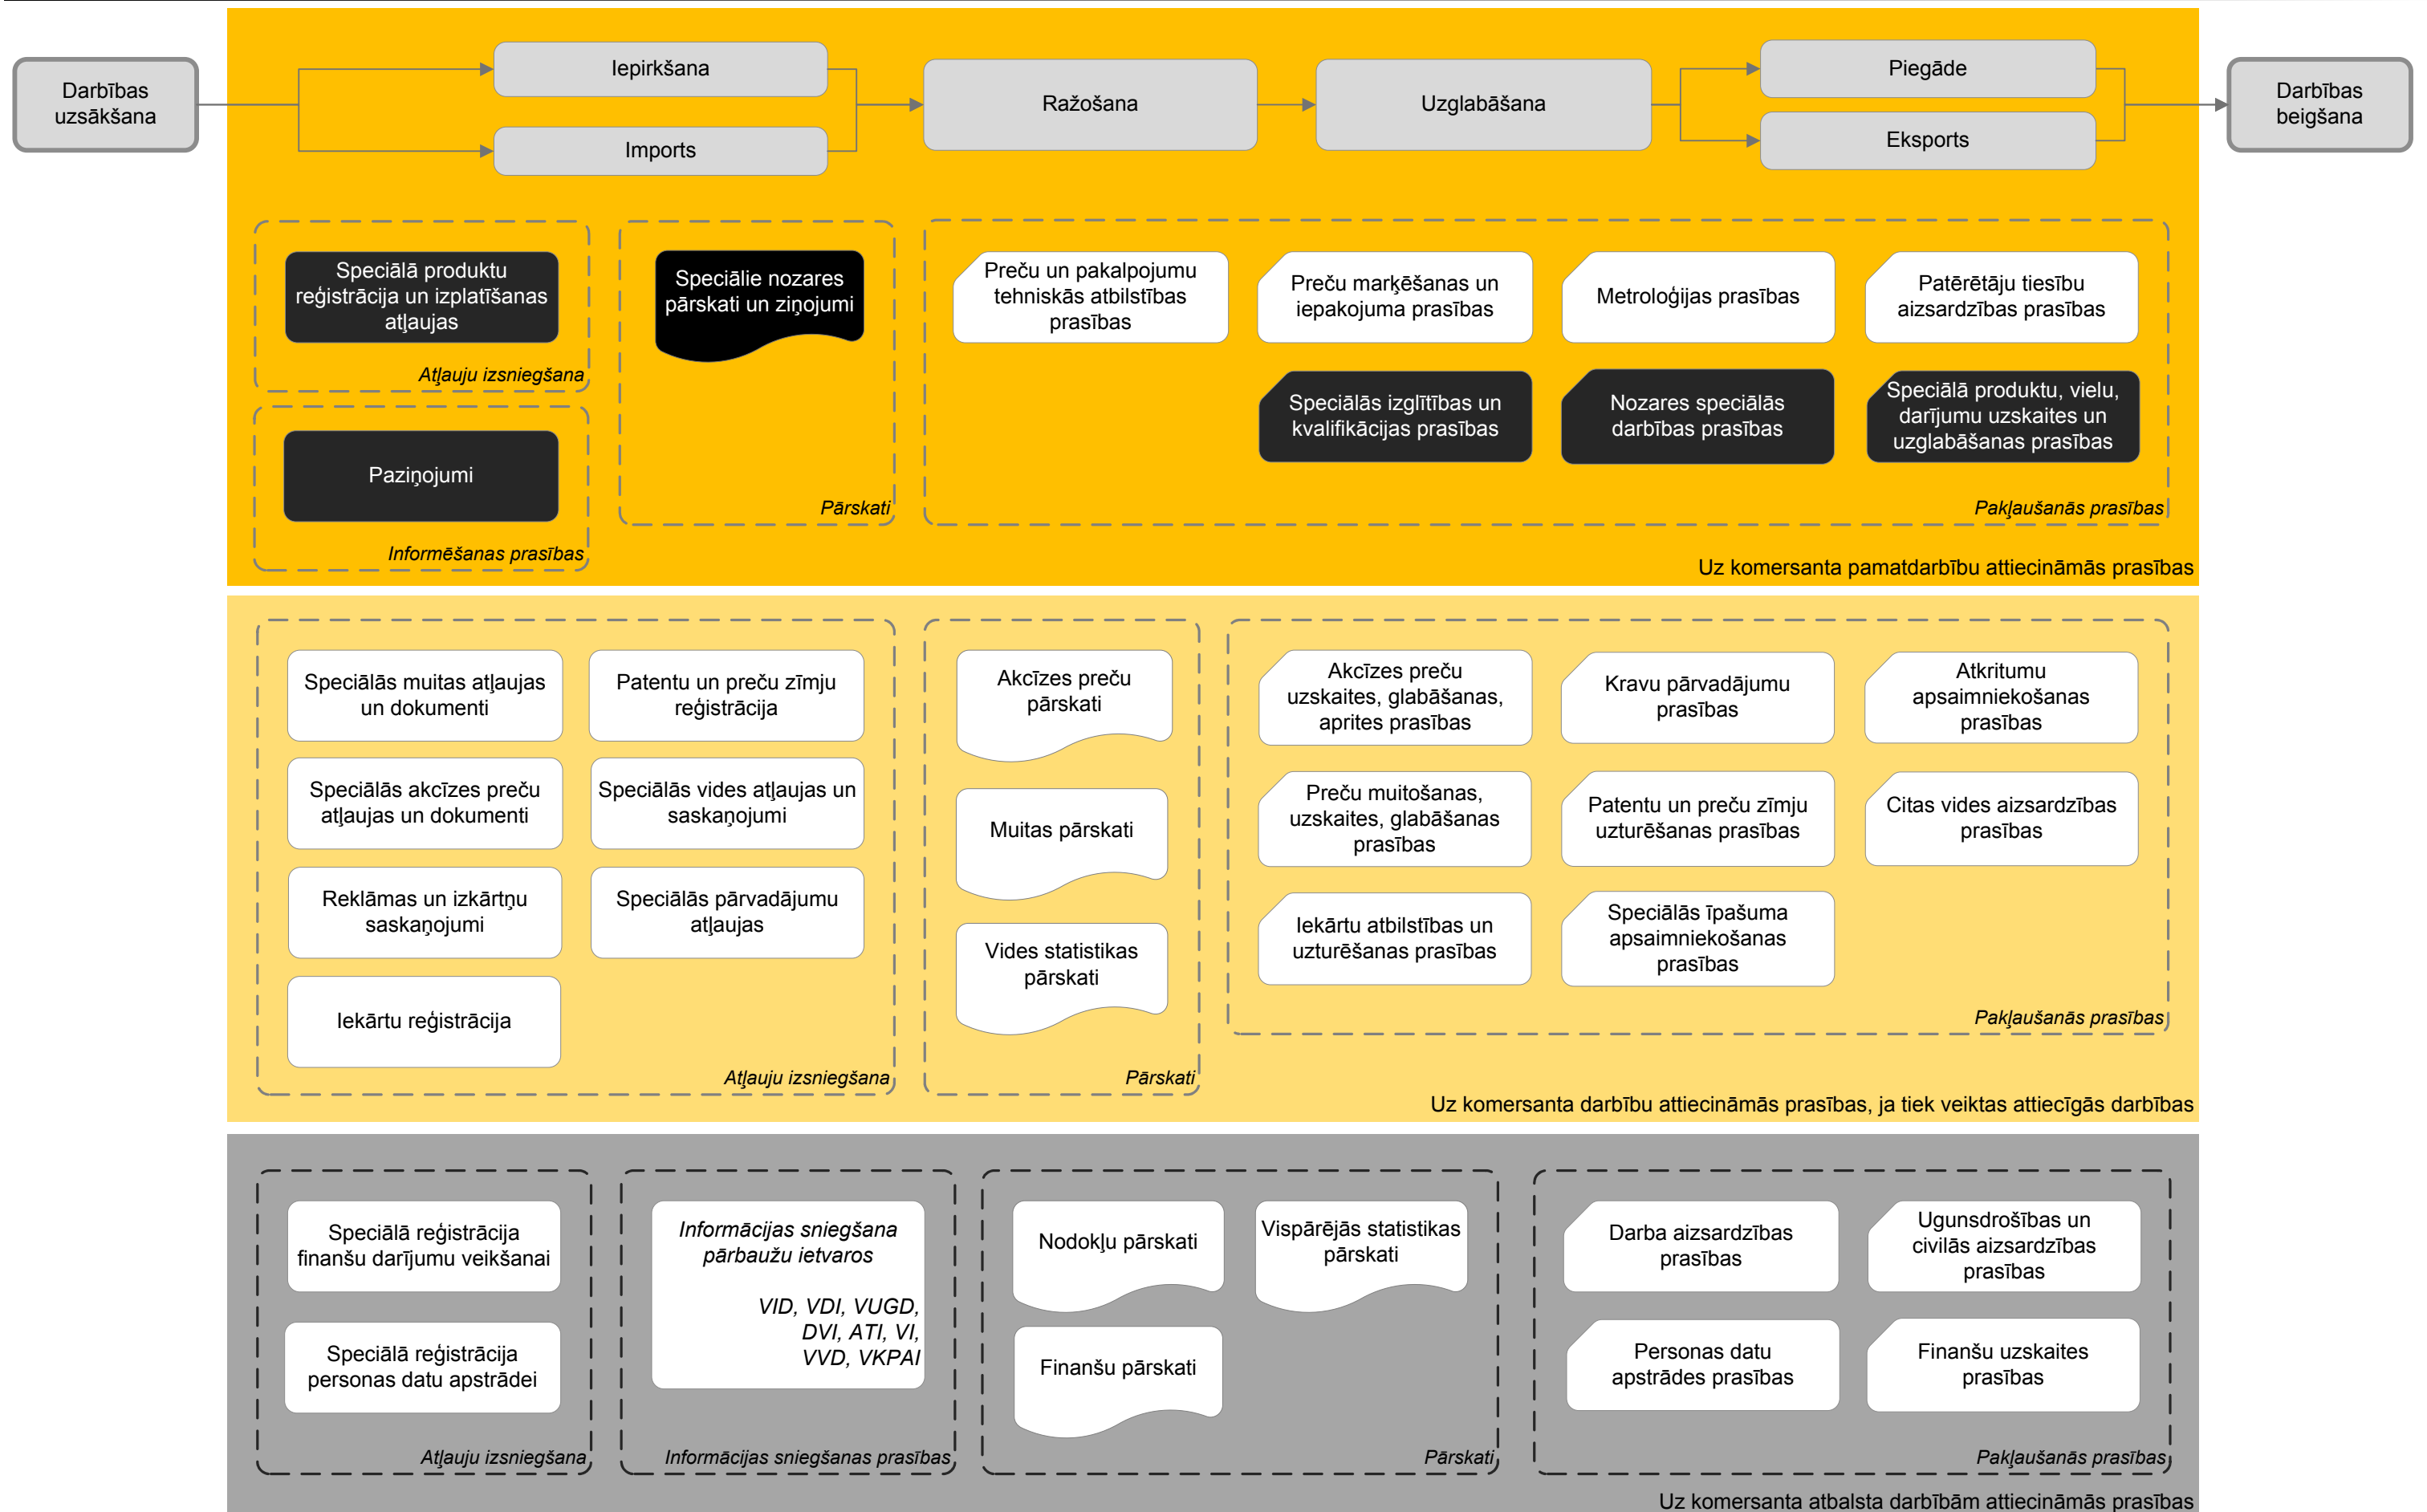 Darbības
uzsākšana
Iepirkšana
Imports
Ražošana
Uzglabāšana
Piegāde
Eksports
Darbības
beigšana
Speciālā produktu
reģistrācija un izplatīšanas
atļaujas
Atļauju izsniegšana
Paziņojumi
Informēšanas prasības
Speciālie nozares
pārskati un ziņojumi
Pārskati
Preču un pakalpojumu
tehniskās atbilstības
prasības
Preču marķēšanas un
iepakojuma prasības
Metroloģijas prasības
Patērētāju tiesību
aizsardzības prasības
Speciālās izglītības un
kvalifikācijas prasības
Nozares speciālās
darbības prasības
Speciālā produktu, vielu,
darījumu uzskaites un
uzglabāšanas prasības
Pakļaušanās prasības
Uz komersanta pamatdarbību attiecināmās prasības
Speciālās muitas atļaujas
un dokumenti
Patentu un preču zīmju
reģistrācija
Speciālās akcīzes preču
atļaujas un dokumenti
Speciālās vides atļaujas un
saskaņojumi
Reklāmas un izkārtņu
saskaņojumi
Speciālās pārvadājumu
atļaujas
Iekārtu reģistrācija
Atļauju izsniegšana
Akcīzes preču
pārskati
Muitas pārskati
Vides statistikas
pārskati
Pārskati
Akcīzes preču
uzskaites, glabāšanas,
aprites prasības
Kravu pārvadājumu
prasības
Atkritumu
apsaimniekošanas
prasības
Preču muitošanas,
uzskaites, glabāšanas
prasības
Patentu un preču zīmju
uzturēšanas prasības
Citas vides aizsardzības
prasības
Iekārtu atbilstības un
uzturēšanas prasības
Speciālās īpašuma
apsaimniekošanas
prasības
Pakļaušanās prasības
Uz komersanta darbību attiecināmās prasības, ja tiek veiktas attiecīgās darbības
Speciālā reģistrācija
finanšu darījumu veikšanai
Speciālā reģistrācija
personas datu apstrādei
Atļauju izsniegšana
Informācijas sniegšana
pārbaužu ietvaros
VID, VDI, VUGD,
DVI, ATI, VI,
VVD, VKPAI
Informācijas sniegšanas prasības
Nodokļu pārskati
Vispārējās statistikas
pārskati
Finanšu pārskati
Pārskati
Darba aizsardzības
prasības
Ugunsdrošības un
civilās aizsardzības
prasības
Personas datu
apstrādes prasības
Finanšu uzskaites
prasības
Pakļaušanās prasības
Uz komersanta atbalsta darbībām attiecināmās prasības